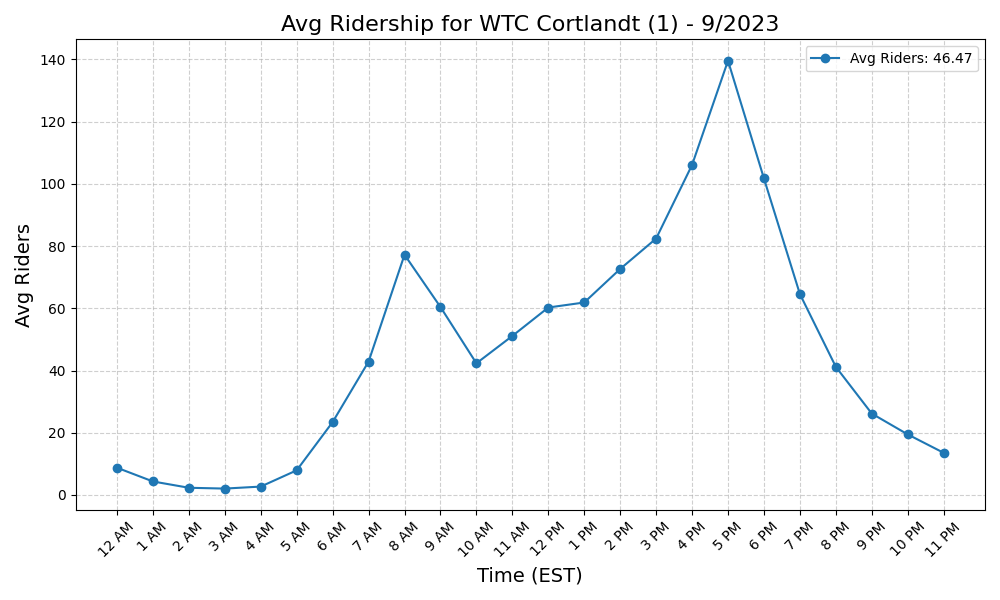 Avg Ridership for WTC Cortlandt (1) - 9/2023
Avg Riders: 46.47
Avg Riders
140
120
100
80
60
40
20
0
12 AM
1 AM
2 AM
3 AM
4 AM
5 AM
6 AM
7 AM
8 AM
9 AM
10 AM
11 AM
12 PM
1 PM
2 PM
3 PM
4 PM
5 PM
6 PM
7 PM
8 PM
9 PM
10 PM
11 PM
Time (EST)